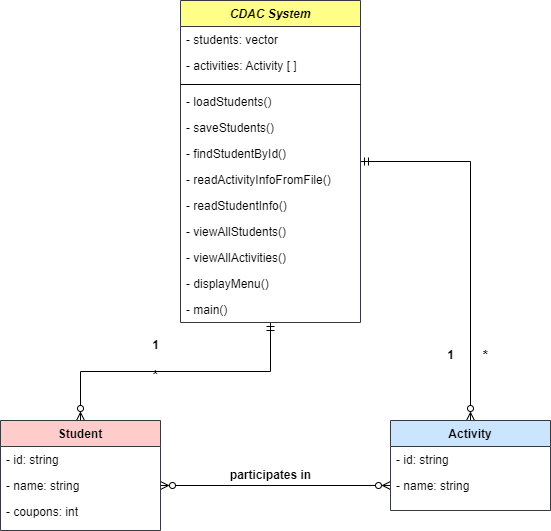 CDAC System
- students: vector
- activities: Activity [ ]
- loadStudents()
- saveStudents()
- findStudentById()
- readActivityInfoFromFile()
- readStudentInfo()
- viewAllStudents()
- viewAllActivities()
- displayMenu()
- main()
1
*
1 *
Student
- id: string
- name: string
- coupons: int
participates in
Activity
- id: string
- name: string